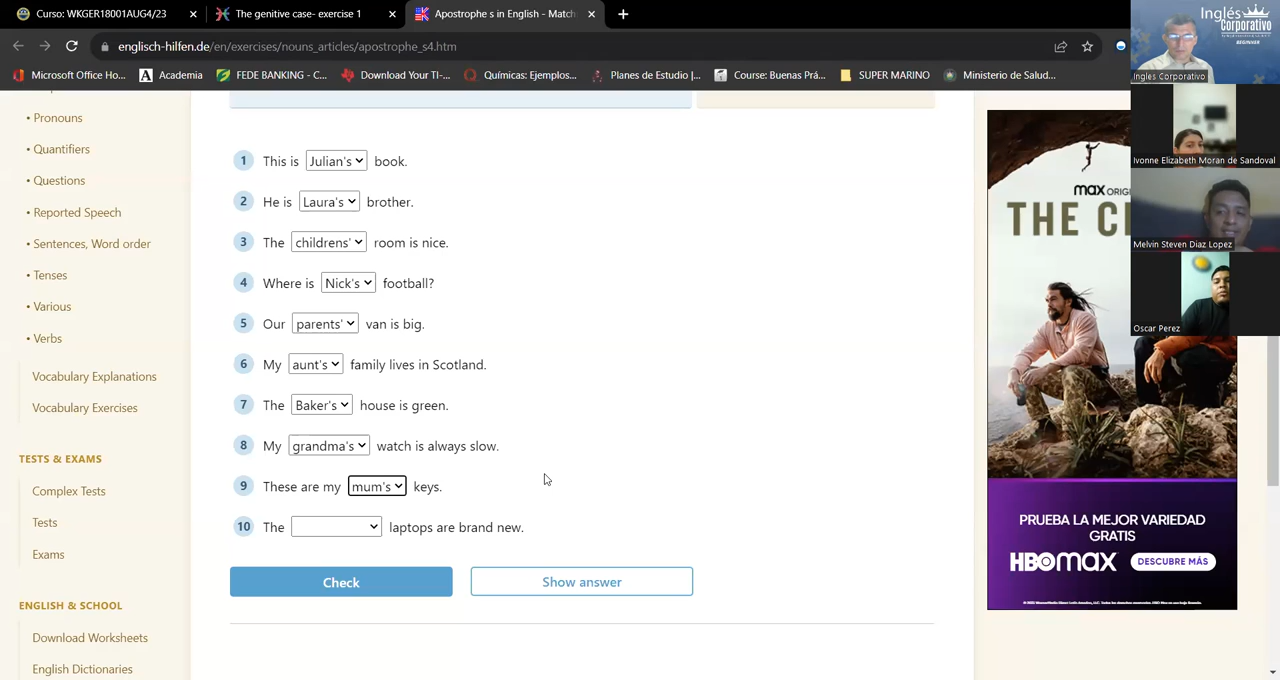 Curso: WKGER18001AUG4/23
The genitive case- exercise 1
Apostrophe s in English - Match
englisch-hilfen.de/en/exercises/nouns_articles/apostrophe_s4.htm
Microsoft Office Ho...
Academia
FEDE BANKING - C...
Download Your TI-...
Químicas: Ejemplos...
Planes de Estudio |...
Course: Buenas Prá...
SUPER MARINO
Ministerio de Salud...
Inglés
Corporativo
BEGINNER
Ingles Corporativo
Ivonne Elizabeth Moran de Sandoval
Melvin Steven Diaz Lopez
Oscar Perez
• Pronouns
• Quantifiers
• Questions
• Reported Speech
• Sentences, Word order
• Tenses
• Various
• Verbs
Vocabulary Explanations
Vocabulary Exercises
TESTS & EXAMS
Complex Tests
Tests
Exams
ENGLISH & SCHOOL
Download Worksheets
English Dictionaries
1 This is Julian's book.
2 He is Laura's brother.
3 The childrens' room is nice.
4 Where is Nick's football?
5 Our parents' van is big.
6 My aunt's family lives in Scotland.
7 The Baker's house is green.
8 My grandma's watch is always slow.
9 These are my mum's keys.
10 The laptops are brand new.
Check
Show answer
max ORIG
THE C
PRUEBA LA MEJOR VARIEDAD
GRATIS
HBOmax
DESCUBRE MÁS